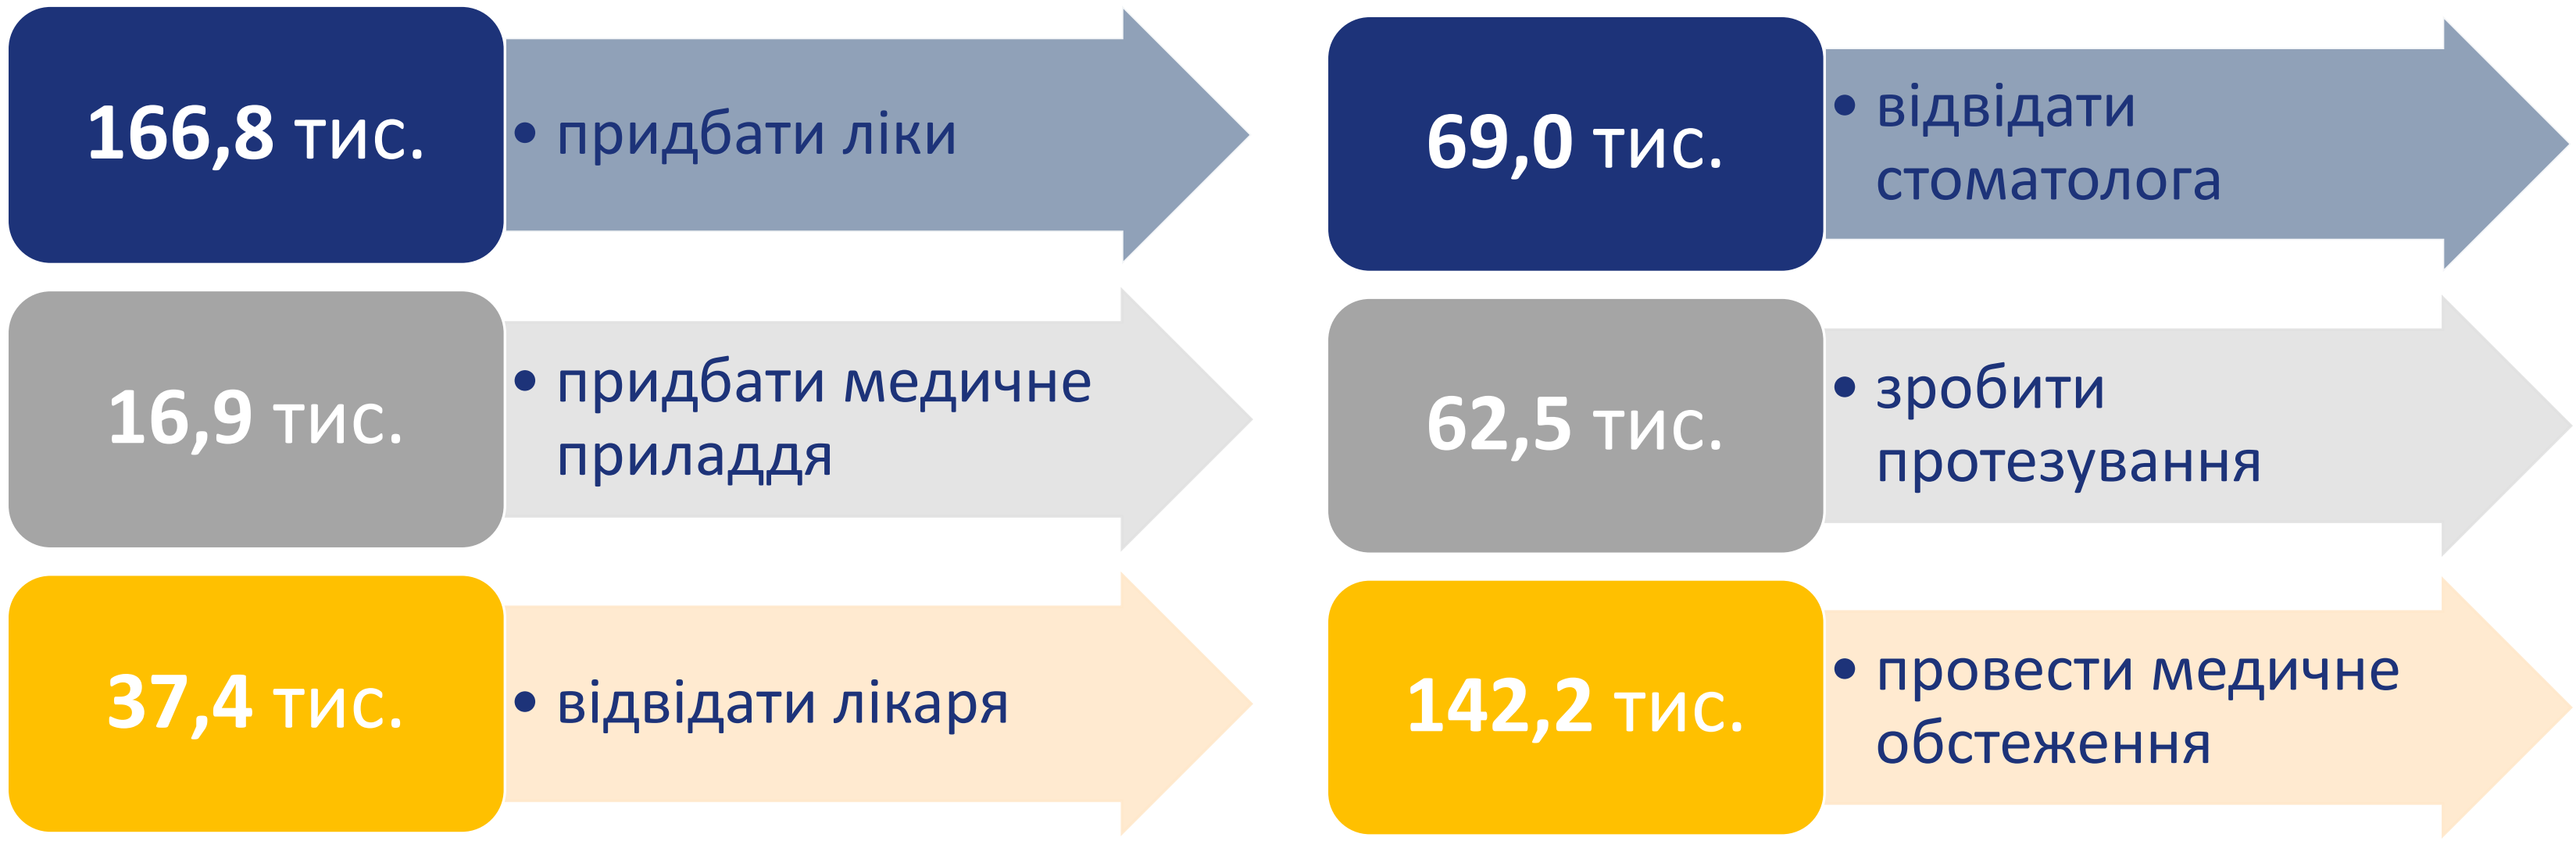 166,8 тис.
• придбати ліки
16,9 тис.
• придбати медичне
приладдя
37,4 тис.
• відвідати лікаря
69,0 тис.
• відвідати
стоматолога
62,5 тис.
• зробити
протезування
142,2 тис.
• провести медичне
обстеження